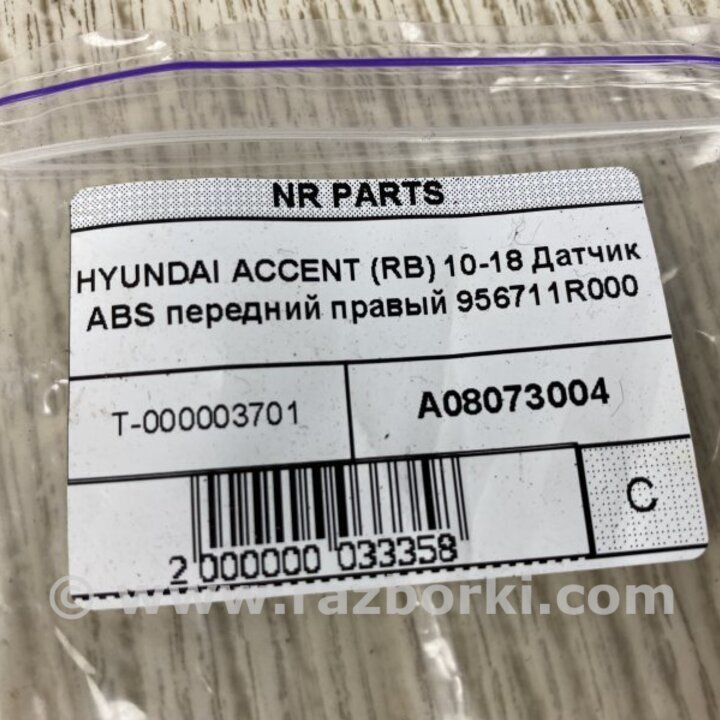 NR PARTS
HYUNDAI ACCENT (RB) 10-18 Датчик
ABS передний правый 956711R000
T-000003701
A08073004
C
2 000000 033358
© www.razborki.com